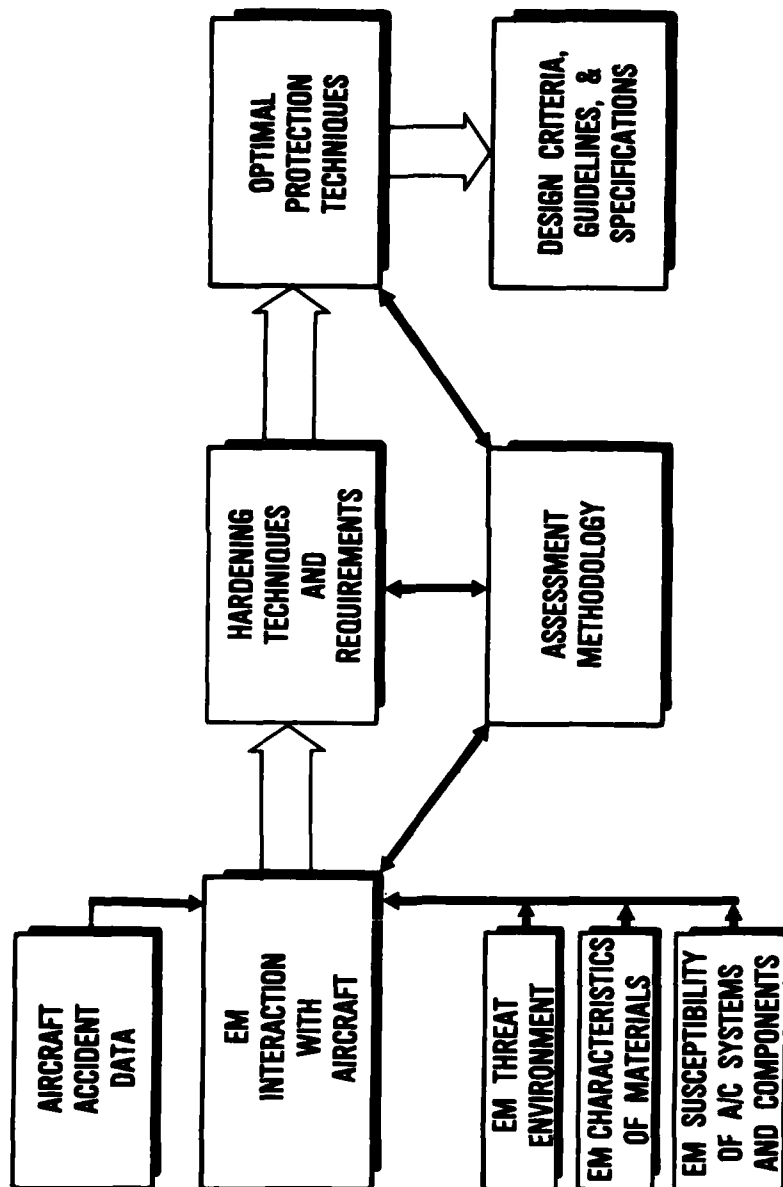 AIRCRAFT
ACCIDENT
DATA
EM
INTERACTION
WITH
AIRCRAFT
EM THREAT
ENVIRONMENT
EM CHARACTERISTICS
OF MATERIALS
EM SUSCEPTIBILITY
OF A/C SYSTEMS
AND COMPONENTS
HARDENING
TECHNIQUES
AND
REQUIREMENTS
ASSESSMENT
METHODOLOGY
OPTIMAL
PROTECTION
TECHNIQUES
DESIGN CRITERIA,
GUIDELINES, &
SPECIFICATIONS